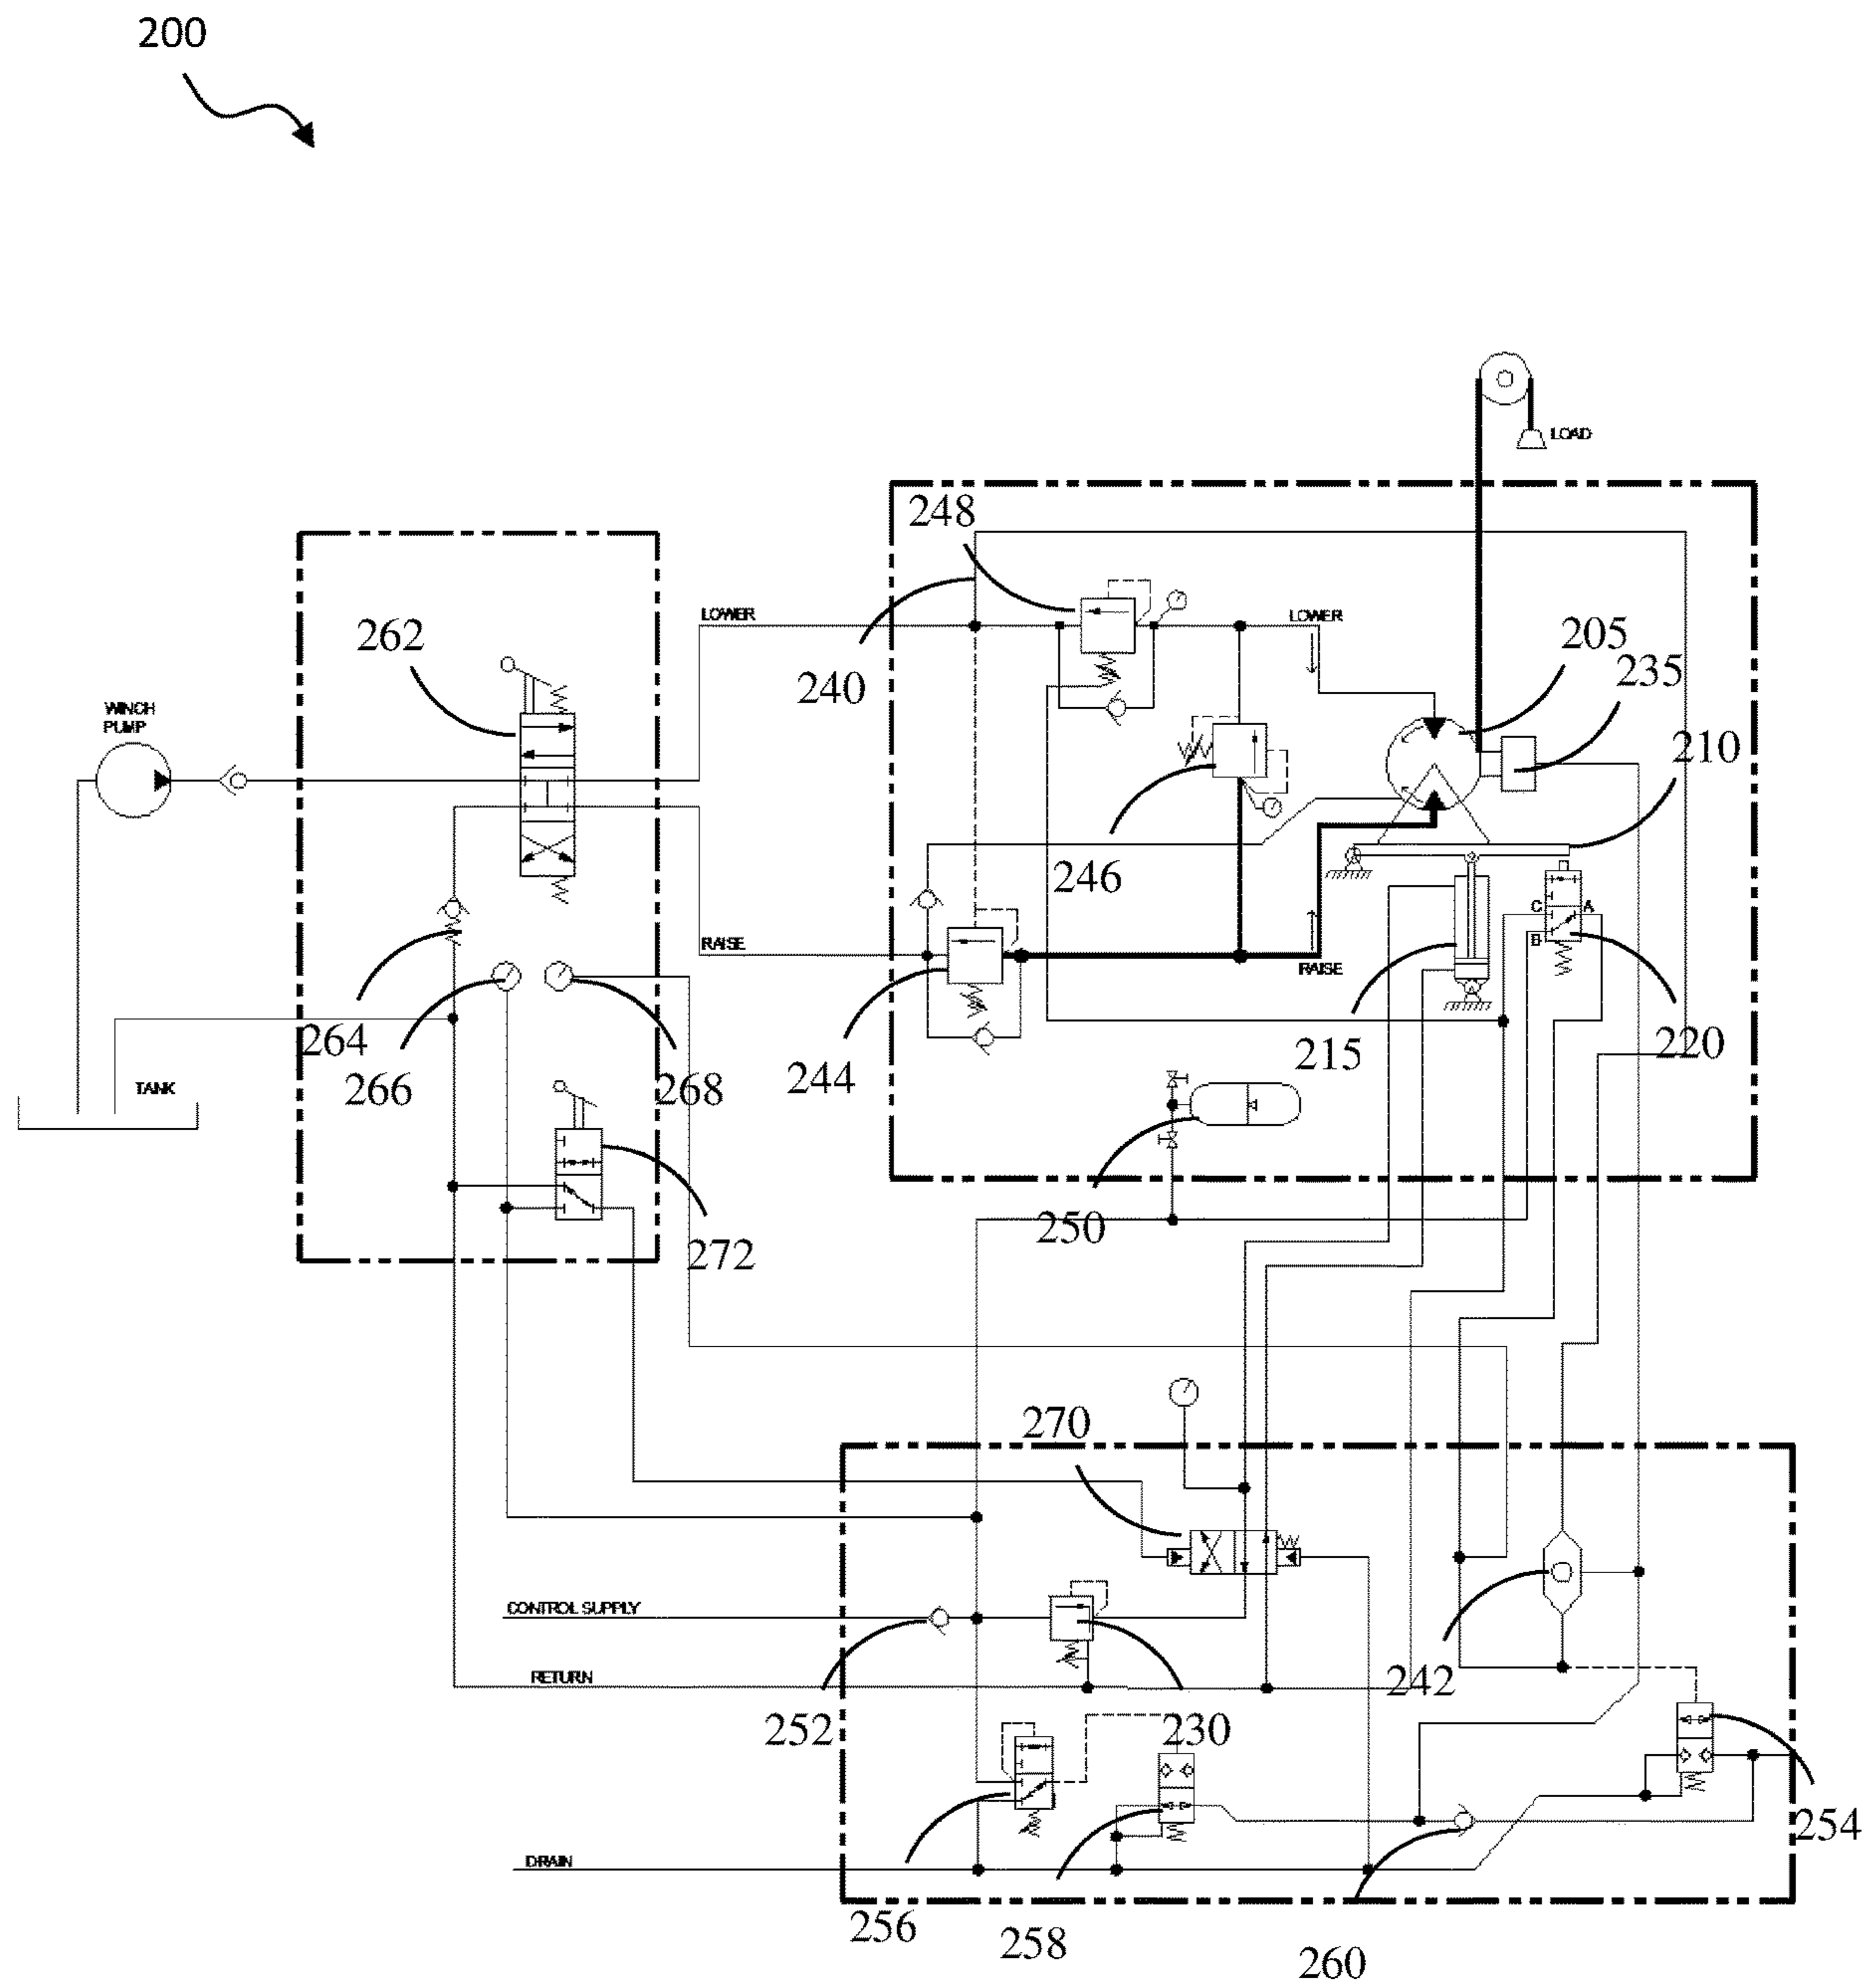 200
LOAD
248
LOWER
LOWER
262
205
240
235
WINCH
PUMP
210
246
C
A
B
RAISE
RAISE
264
244
215
220
266
268
TANK
250
272
270
CONTROL SUPPLY
RETURN
242
252
230
254
DRAIN
256
258
260